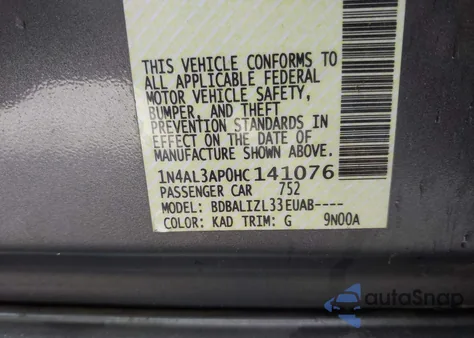 THIS VEHICLE CONFORMS TO
ALL APPLICABLE FEDERAL
MOTOR VEHICLE SAFETY,
BUMPER, AND THEFT
PREVENTION STANDARDS IN
EFFECT ON THE DATE OF
MANUFACTURE SHOWN ABOVE.
1N4AL3AP0HC141076
PASSENGER CAR 752
MODEL: BDBALIZL33EUAB----
COLOR: KAD TRIM: G 9N00A
autoSnap